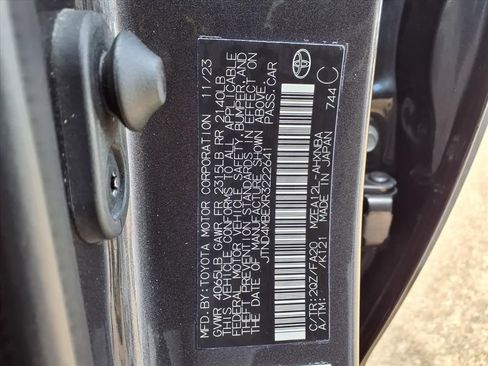 MFD.BY:TOYOTA MOTOR CORPORATION 11/23
GVWR 4065LB GAWR FR 2315LB RR 2140LB
THIS VEHICLE CONFORMS TO ALL APPLICABLE
FEDERAL MOTOR VEHICLE SAFETY, BUMPER, AND
THEFT PREVENTION STANDARDS IN EFFECT ON
THE DATE OF MANUFACTURE SHOWN ABOVE.
JTND4MBEXR3222641 PASS.CAR
C/TR:2QZ/FA20 MZEA12L-AHXNBA
A/TM: /K121 MADE IN JAPAN
744 C